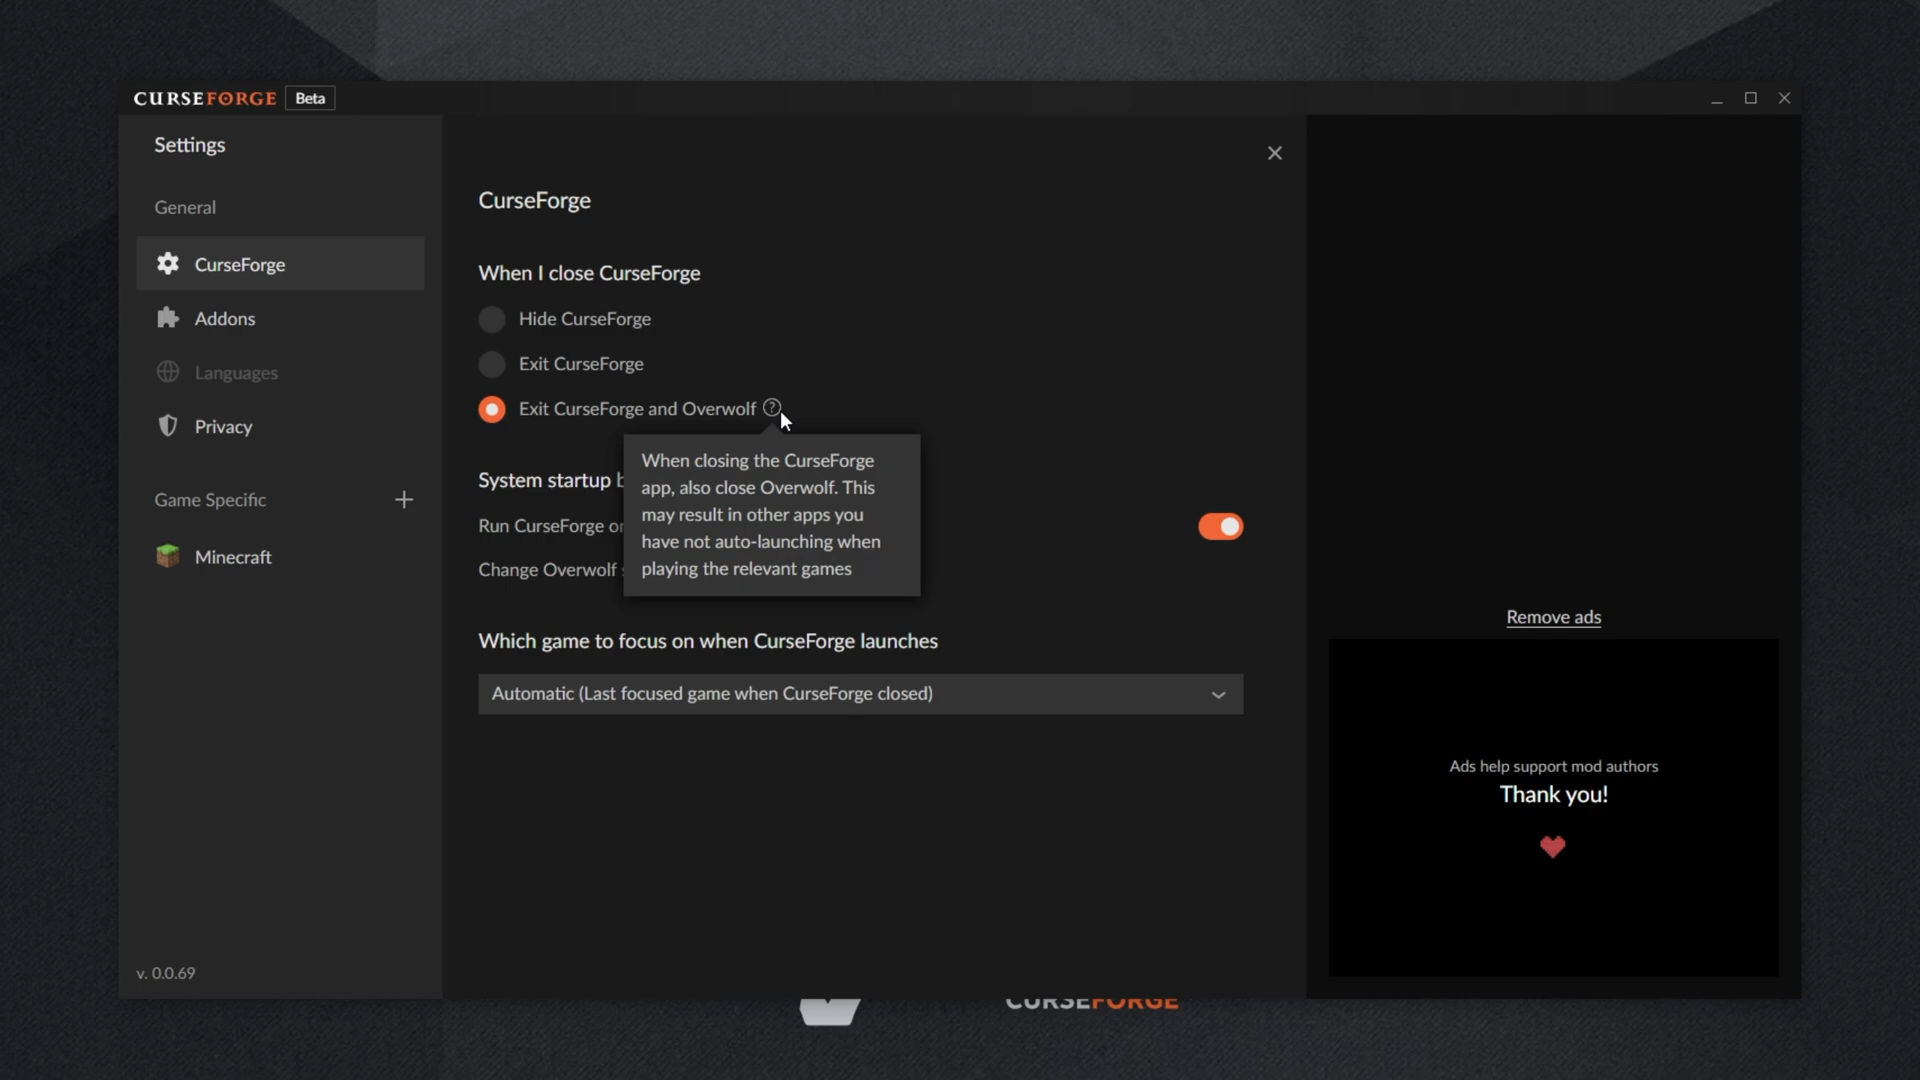 CURSEFORGE Beta
Settings
General
CurseForge
Addons
Languages
Privacy
Game Specific
Minecraft
v. 0.0.69
CurseForge
When I close CurseForge
Hide CurseForge
Exit CurseForge
Exit CurseForge and Overwolf ?
When closing the CurseForge
app, also close Overwolf. This
may result in other apps you
have not auto-launching when
playing the relevant games
System startup
Run CurseForge
Change Overwolf
Which game to focus on when CurseForge launches
Automatic (Last focused game when CurseForge closed)
Remove ads
Ads help support mod authors
Thank you!
CURSEFORGE